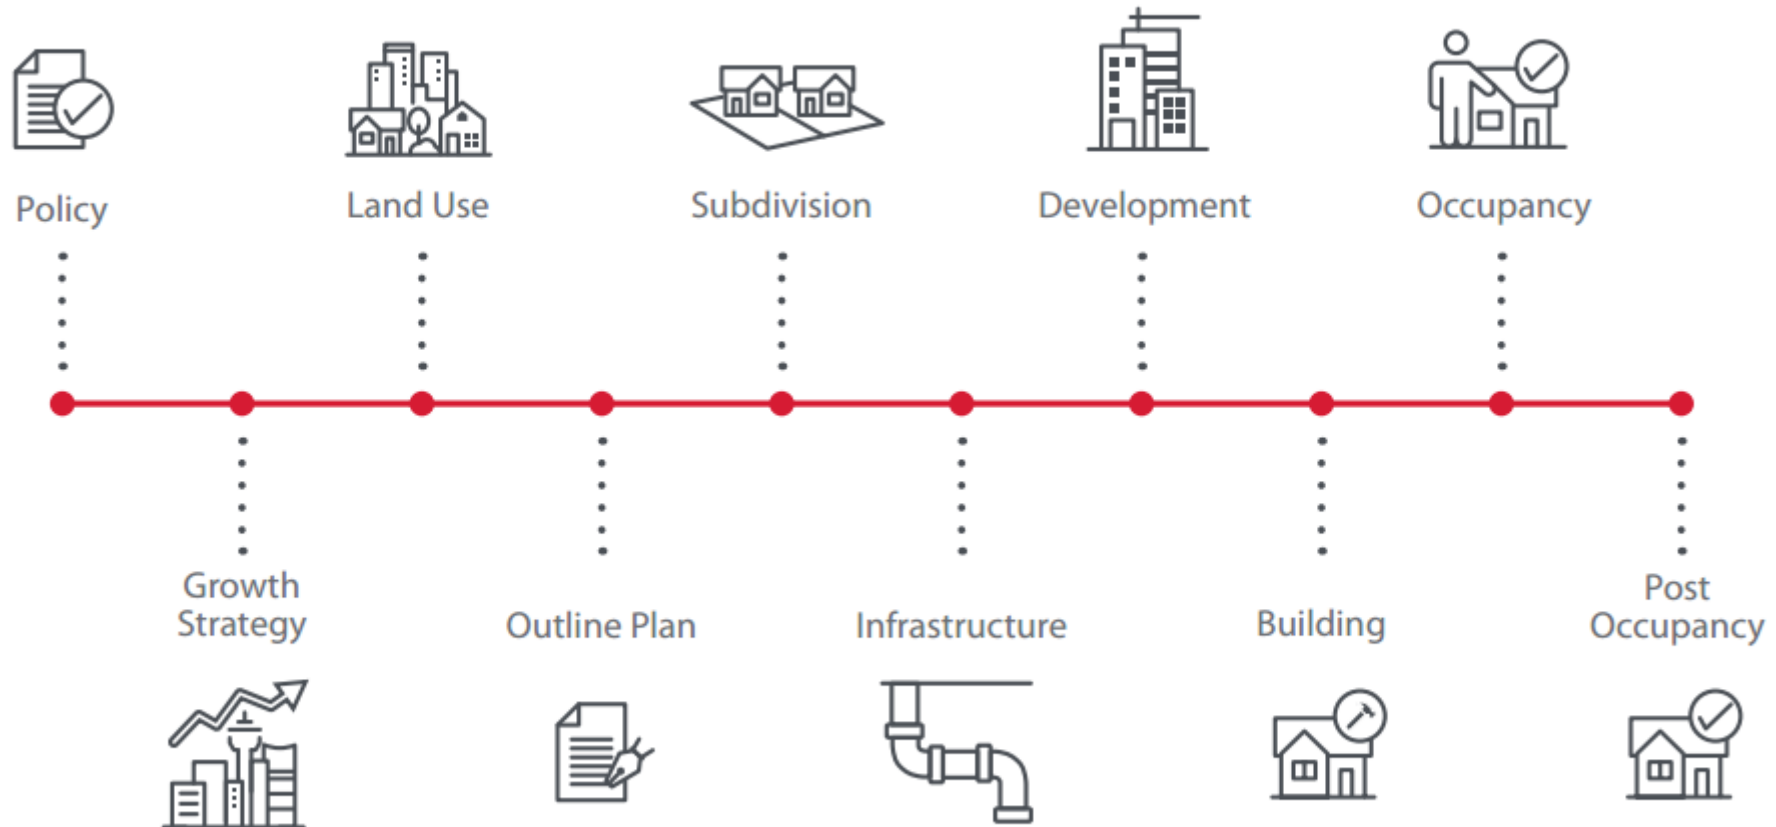 Policy
Land Use
Subdivision
Development
Occupancy
Growth
Strategy
Outline Plan
Infrastructure
Building
Post
Occupancy